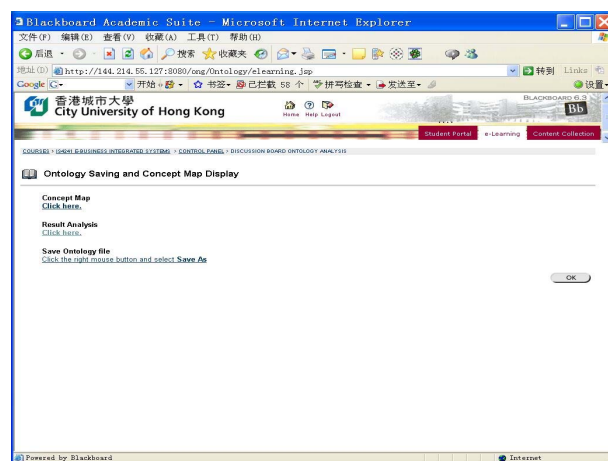 Blackboard Academic Suite - Microsoft Internet Explorer
文件(F) 编辑(E) 查看(V) 收藏(A) 工具(T) 帮助(H)
后退 搜索 收藏夹
地址(D) http://144.214.55.127:8080/ong/Ontology/elearning.jsp 转到 Links
Google G 开始 书签 已拦截 58 个 拼写检查 发送至 设置
香港城市大學
City University of Hong Kong
Home Help Logout
BLACKBOARD 6.3
Bb
Student Portal e-Learning Content Collection
COURSES > IS4241 E-BUSINESS INTEGRATED SYSTEMS > CONTROL PANEL > DISCUSSION BOARD ONTOLOGY ANALYSIS
Ontology Saving and Concept Map Display
Concept Map
Click here.
Result Analysis
Click here.
Save Ontology file
Click the right mouse button and select Save As
OK
Powered by Blackboard Internet